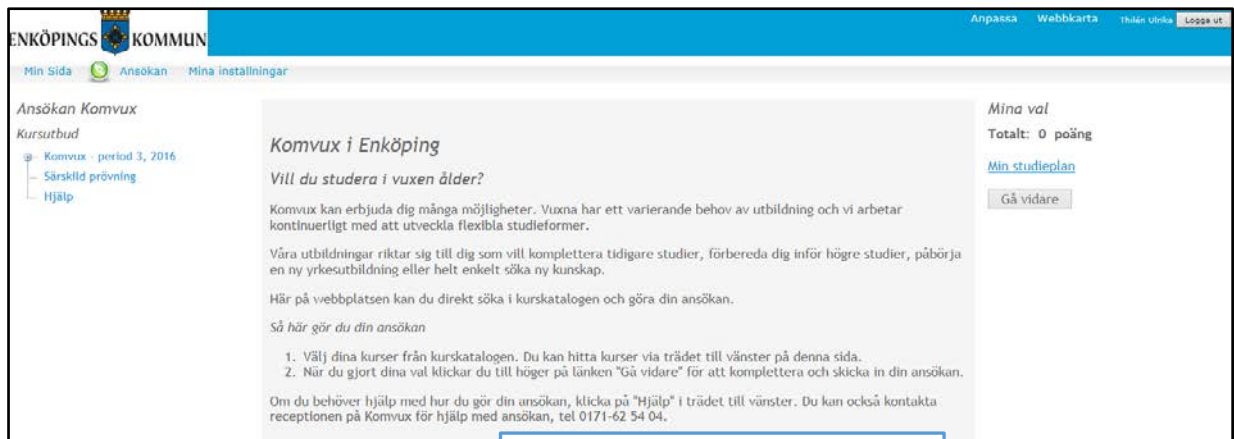 Anpassa Webbkarta Thilén Ulrika Logga ut
ENKÖPINGS KOMMUN
Min Sida Ansökan Mina inställningar
Ansökan Komvux
Kursutbud
Komvux - period 3, 2016
Särskild prövning
Hjälp
Komvux i Enköping
Vill du studera i vuxen ålder?
Komvux kan erbjuda dig många möjligheter. Vuxna har ett varierande behov av utbildning och vi arbetar
kontinuerligt med att utveckla flexibla studieformer.
Våra utbildningar riktar sig till dig som vill komplettera tidigare studier, förbereda dig inför högre studier, påbörja
en ny yrkesutbildning eller helt enkelt söka ny kunskap.
Här på webbplatsen kan du direkt söka i kurskatalogen och göra din ansökan.
Så här gör du din ansökan
1. Välj dina kurser från kurskatalogen. Du kan hitta kurser via trädet till vänster på denna sida.
2. När du gjort dina val klickar du till höger på länken "Gå vidare" för att komplettera och skicka in din ansökan.
Om du behöver hjälp med hur du gör din ansökan, klicka på "Hjälp" i trädet till vänster. Du kan också kontakta
receptionen på Komvux för hjälp med ansökan, tel 0171-62 54 04.
Mina val
Totalt: 0 poäng
Min studieplan
Gå vidare